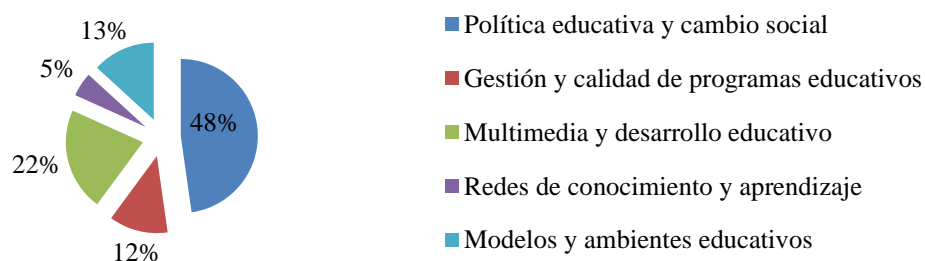 13%
5%
48%
22%
12%
Política educativa y cambio social
Gestión y calidad de programas educativos
Multimedia y desarrollo educativo
Redes de conocimiento y aprendizaje
Modelos y ambientes educativos